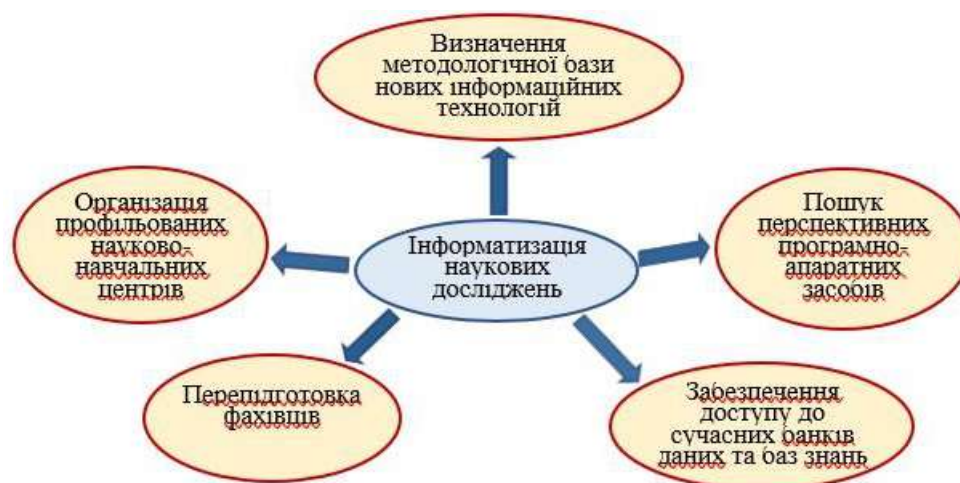 Визначення
методологічної бази
нових інформаційних
технологій
Організація
профільованих
науково-
навчальних
центрів
Інформатизація
наукових
досліджень
Пошук
перспективних
програмно-
апаратних
засобів
Перепідготовка
фахівців
Забезпечення
доступу до
сучасних банків
даних та баз знань